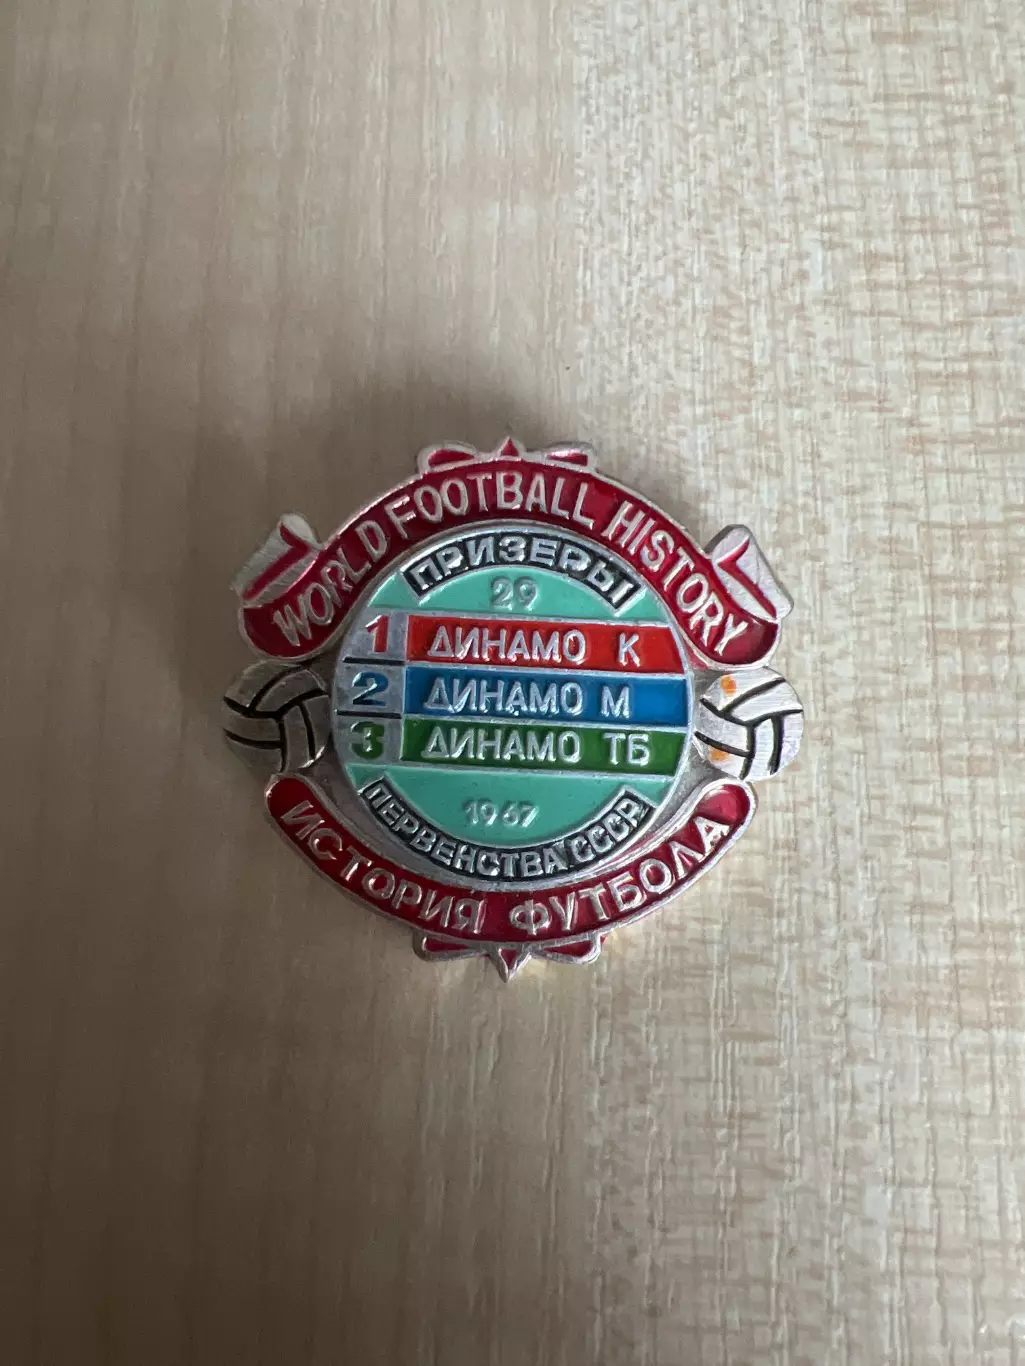 WORLD FOOTBALL HISTORY
ПРИЗЕРЫ
29
1 ДИНАМО К
2 ДИНАМО М
3 ДИНАМО ТБ
1967
ПЕРВЕНСТВА СССР
ИСТОРИЯ ФУТБОЛА